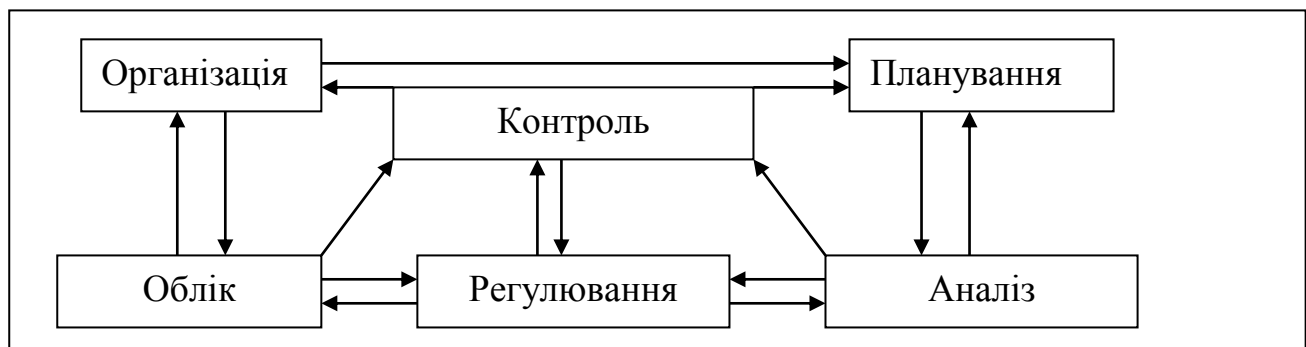 Організація
Планування
Контроль
Облік
Регулювання
Аналіз